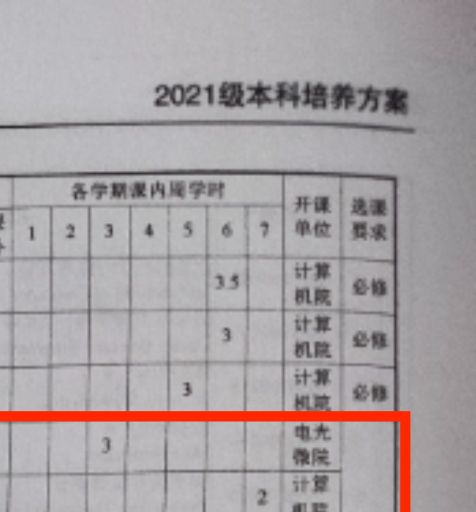 2021级本科培养方案
各学期课内周学时
开课单位
选课要求
1 2 3 4 5 6 7
3.5 计算机院 必修
3 计算机院 必修
3 计算机院 必修
3 电光微院
2 计算机院